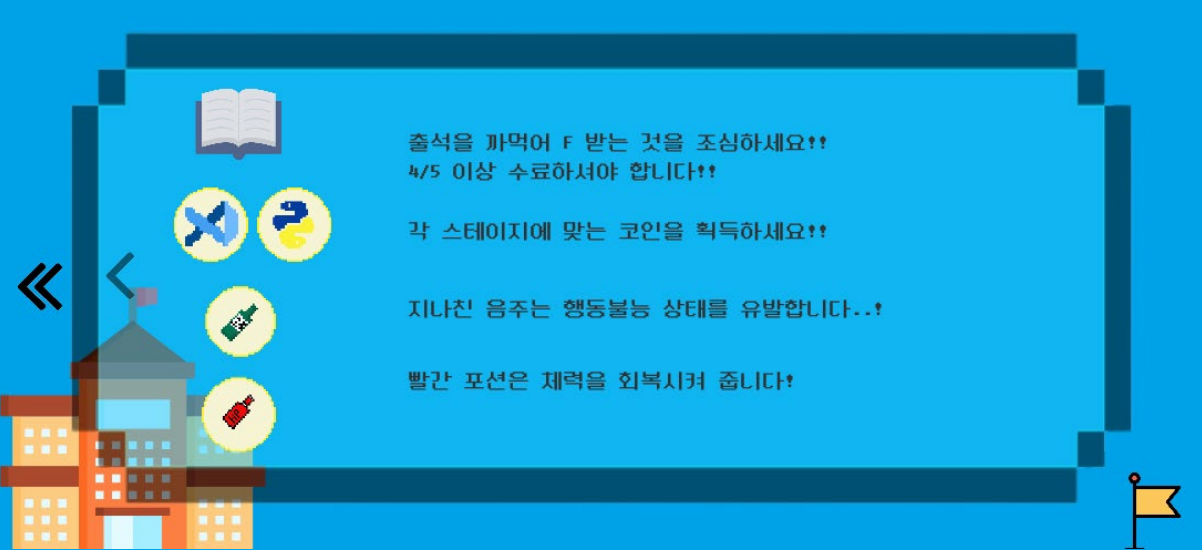 출석을 까먹어 F 받는 것을 조심하세요!!
4/5 이상 수료하셔야 합니다!!
각 스테이지에 맞는 코인을 획득하세요!!
지나친 음주는 행동불능 상태를 유발합니다..!
빨간 포션은 체력을 회복시켜 줍니다!